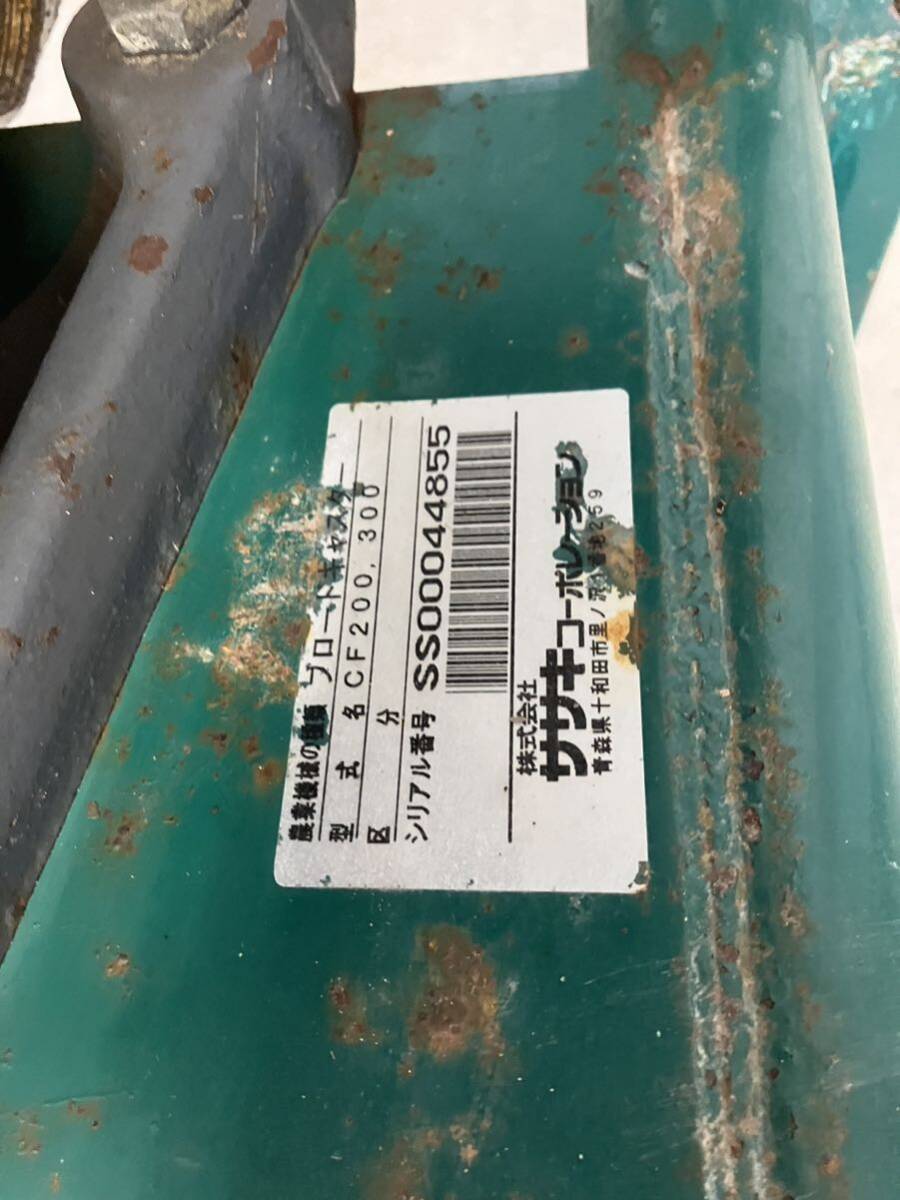 農業機械の種類 ブロードキャスター
型式名 CF200,300
区分
シリアル番号 SS00044855
株式会社
ササキコーポレーション
青森県十和田市里ノ沢1番地259